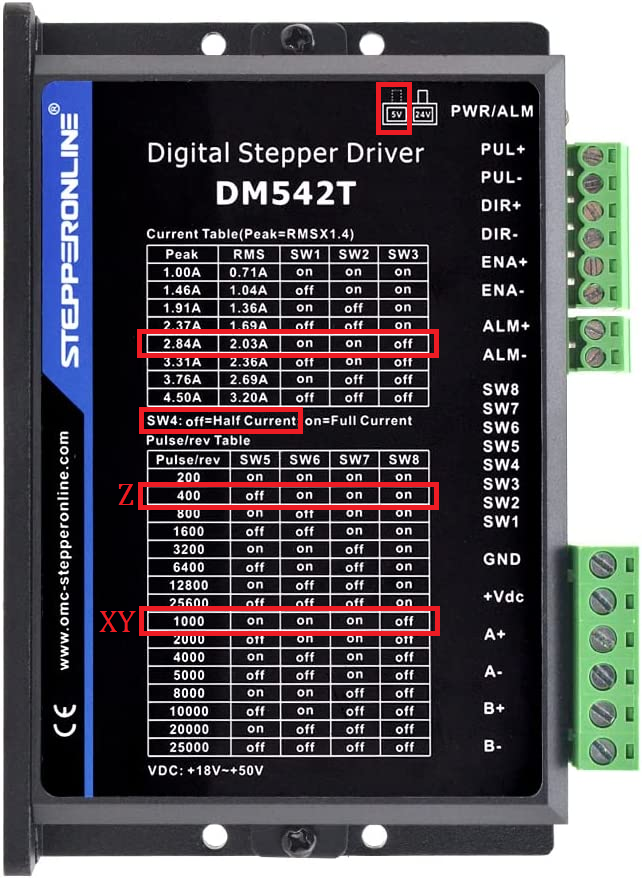 5V 24V PWR/ALM
STEPPERONLINE®
www.omc-stepperonline.com
CE
Digital Stepper Driver
DM542T
Current Table(Peak=RMSX1.4)
Peak RMS SW1 SW2 SW3
1.00A 0.71A on on on
1.46A 1.04A off on on
1.91A 1.36A on off on
2.37A 1.69A off off on
2.84A 2.03A on on off
3.31A 2.36A off on off
3.76A 2.69A on off off
4.50A 3.20A off off off
SW4: off=Half Current on=Full Current
Pulse/rev Table
Pulse/rev SW5 SW6 SW7 SW8
200 on on on on
Z 400 off on on on
800 on off on on
1600 off off on on
3200 on on off on
6400 off on off on
12800 on off off on
25600 off off off on
XY 1000 on on on off
2000 off on on off
4000 on off on off
5000 off off on off
8000 on on off off
10000 off on off off
20000 on off off off
25000 off off off off
VDC: +18V~+50V
PUL+
PUL-
DIR+
DIR-
ENA+
ENA-
ALM+
ALM-
SW8
SW7
SW6
SW5
SW4
SW3
SW2
SW1
GND
+Vdc
A+
A-
B+
B-